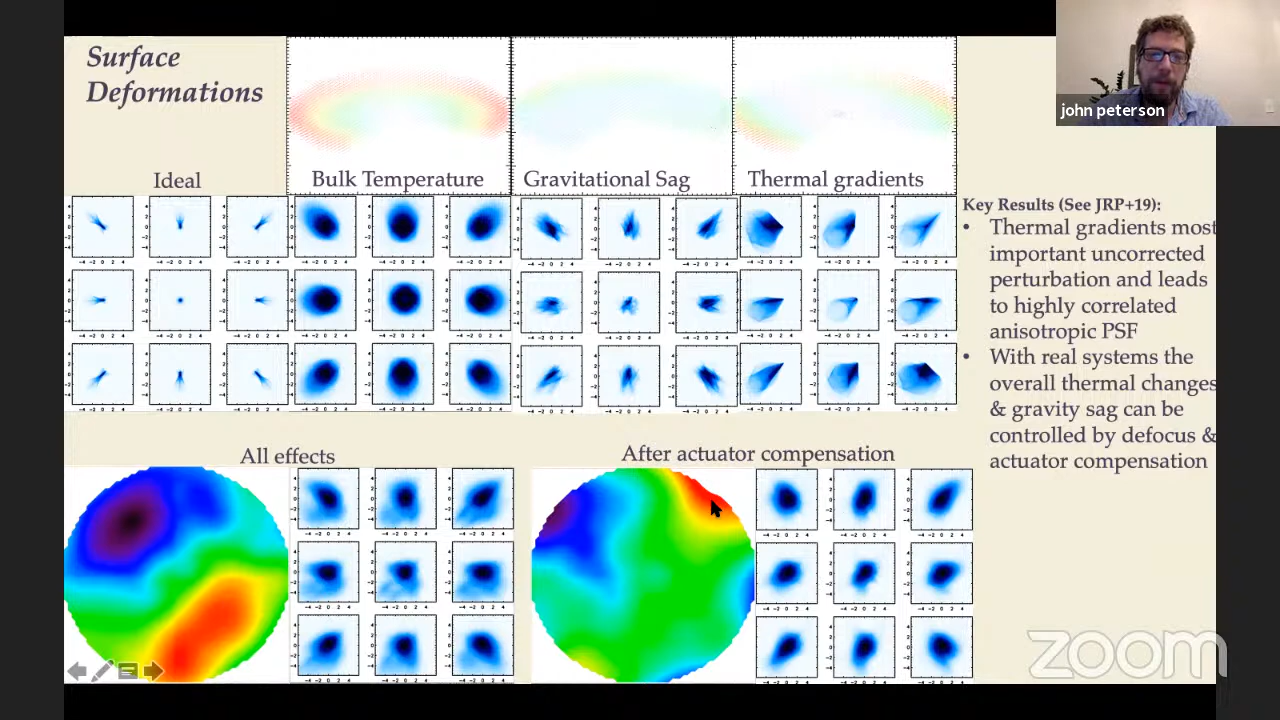 Surface
Deformations
john peterson
Ideal
Bulk Temperature
Gravitational Sag
Thermal gradients
Key Results (See JRP+19):
• Thermal gradients most
important uncorrected
perturbation and leads
to highly correlated
anisotropic PSF
• With real systems the
overall thermal changes
& gravity sag can be
controlled by defocus &
actuator compensation
All effects
After actuator compensation
zoom